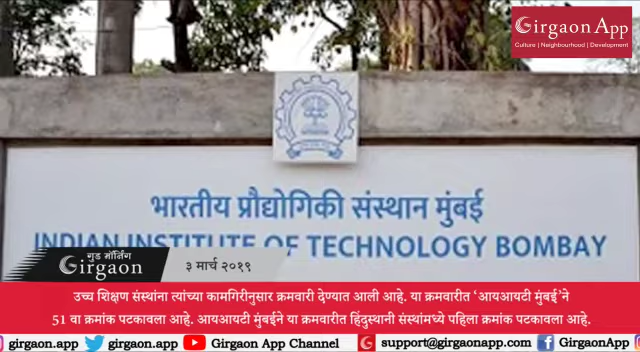 Girgaon App
Culture | Neighbourhood | Development
भारतीय प्रौद्योगिकी संस्थान मुंबई
INDIAN INSTITUTE OF TECHNOLOGY BOMBAY
गुड मॉर्निंग
Girgaon
३ मार्च २०१९
उच्च शिक्षण संस्थांना त्यांच्या कामगिरीनुसार क्रमवारी देण्यात आली आहे. या क्रमवारीत ‘आयआयटी मुंबई’ने
51 वा क्रमांक पटकावला आहे. आयआयटी मुंबईने या क्रमवारीत हिंदुस्थानी संस्थांमध्ये पहिला क्रमांक पटकावला आहे.
girgaon.app girgaon.app Girgaon App Channel support@girgaon.com GirgaonApp